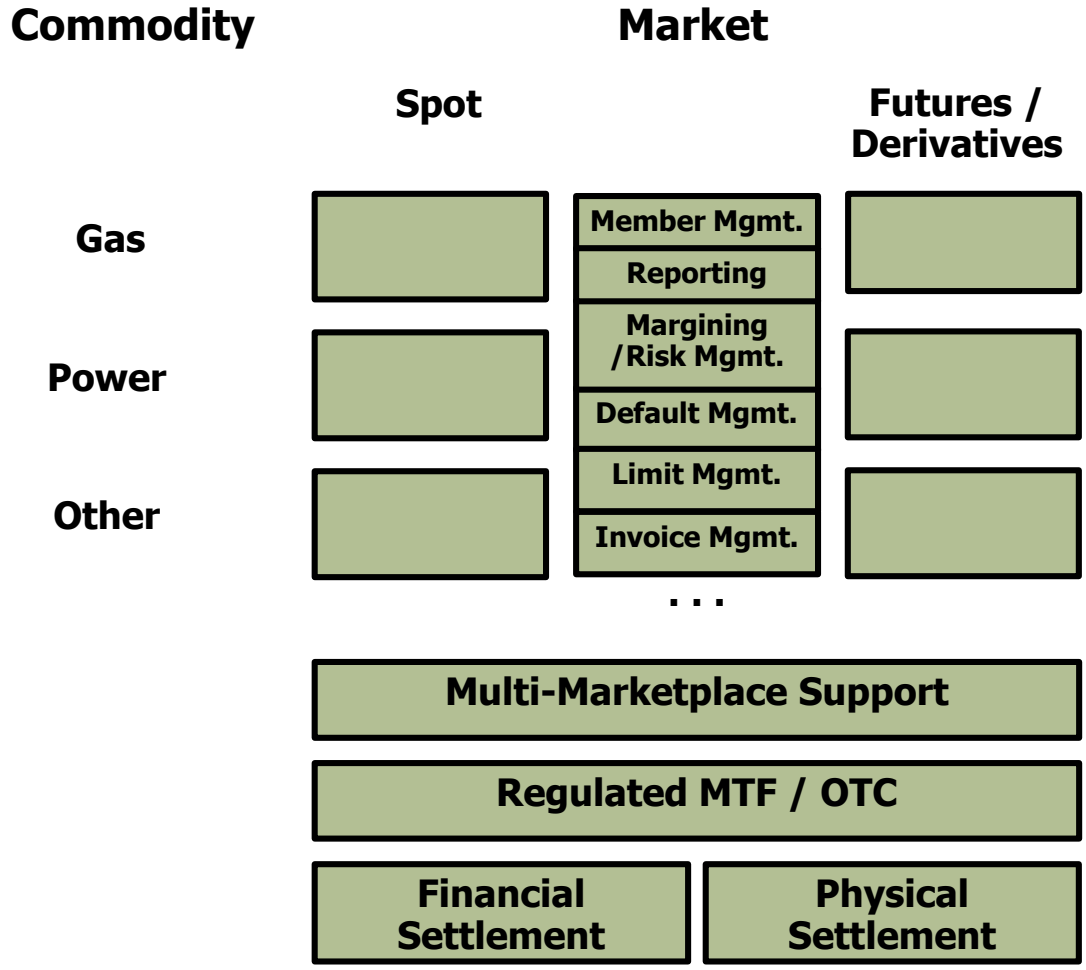 Commodity
Market
Spot
Futures /
Derivatives
Gas
Power
Other
Member Mgmt.
Reporting
Margining
/Risk Mgmt.
Default Mgmt.
Limit Mgmt.
Invoice Mgmt.
. . .
Multi-Marketplace Support
Regulated MTF / OTC
Financial
Settlement
Physical
Settlement